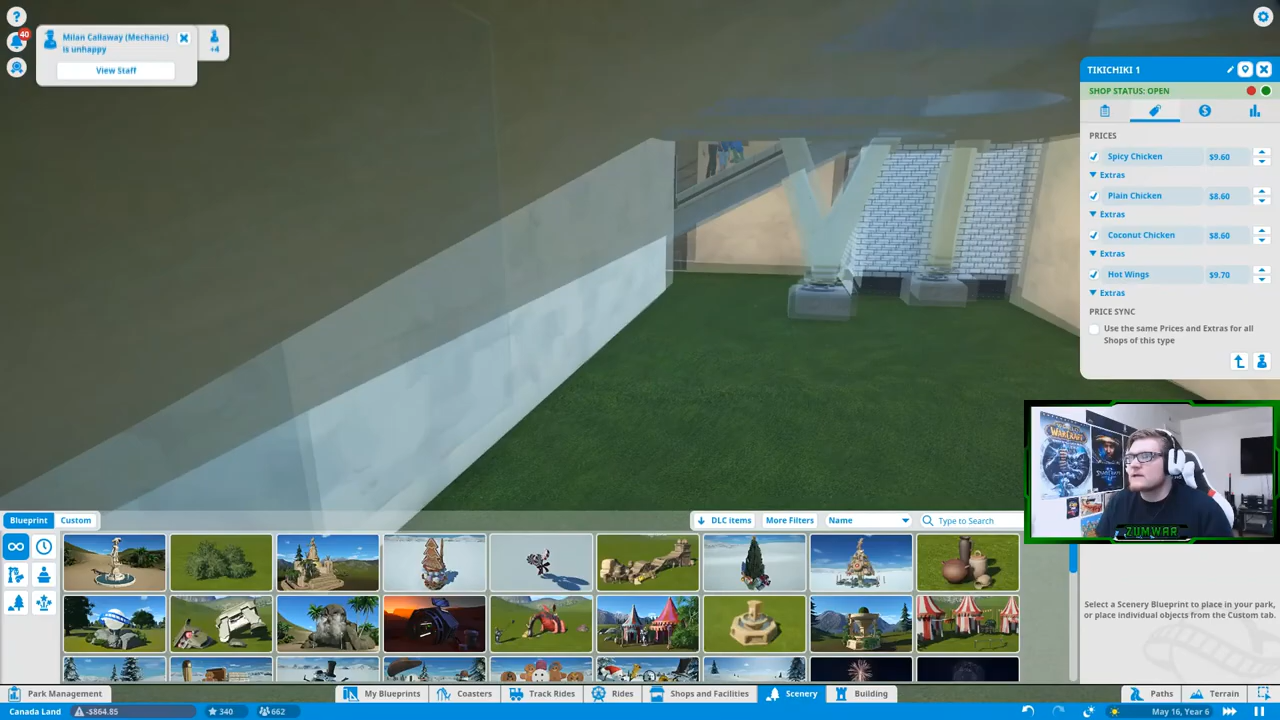 ?
40
Milan Callaway (Mechanic)
is unhappy
View Staff
+4
TIKICHIKI 1
SHOP STATUS: OPEN
PRICES
Spicy Chicken $9.60
Extras
Plain Chicken $8.60
Extras
Coconut Chicken $8.60
Extras
Hot Wings $9.70
Extras
PRICE SYNC
Use the same Prices and Extras for all
Shops of this type
WARCRAFT
STARCRAFT
ZUMWAR
Blueprint Custom
DLC items More Filters Name Type to Search
Select a Scenery Blueprint to place in your park,
or place individual objects from the Custom tab.
Park Management My Blueprints Coasters Track Rides Rides Shops and Facilities Scenery Building Paths Terrain
Canada Land -$864.85 340 662 May 16, Year 6